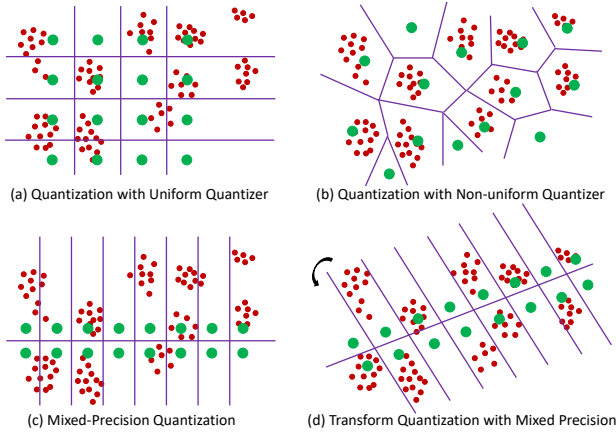 (a) Quantization with Uniform Quantizer
(b) Quantization with Non-uniform Quantizer
(c) Mixed-Precision Quantization
(d) Transform Quantization with Mixed Precision